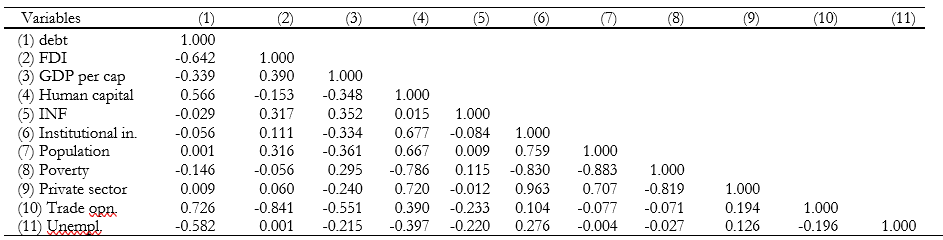 Variables (1) (2) (3) (4) (5) (6) (7) (8) (9) (10) (11)
(1) debt 1.000
(2) FDI -0.642 1.000
(3) GDP per cap -0.339 0.390 1.000
(4) Human capital 0.566 -0.153 -0.348 1.000
(5) INF -0.029 0.317 0.352 0.015 1.000
(6) Institutional in. -0.056 0.111 -0.334 0.677 -0.084 1.000
(7) Population 0.001 0.316 -0.361 0.667 0.009 0.759 1.000
(8) Poverty -0.146 -0.056 0.295 -0.786 0.115 -0.830 -0.883 1.000
(9) Private sector 0.009 0.060 -0.240 0.720 -0.012 0.963 0.707 -0.819 1.000
(10) Trade opn. 0.726 -0.841 -0.551 0.390 -0.233 0.104 -0.077 -0.071 0.194 1.000
(11) Unempl. -0.582 0.001 -0.215 -0.397 -0.220 0.276 -0.004 -0.027 0.126 -0.196 1.000